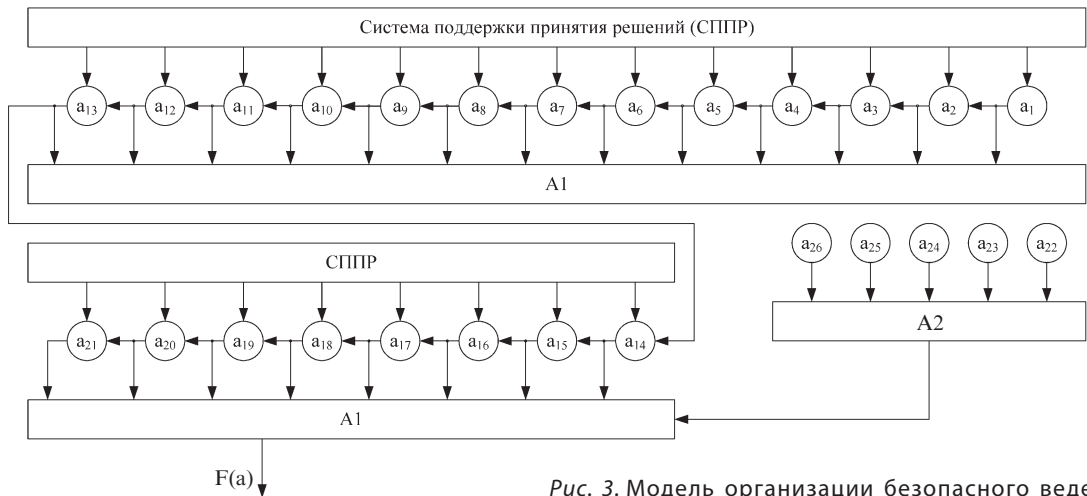 Система поддержки принятия решений (СППР)
a13 a12 a11 a10 a9 a8 a7 a6 a5 a4 a3 a2 a1
A1
a26 a25 a24 a23 a22
СППР
A2
a21 a20 a19 a18 a17 a16 a15 a14
A1
F(a)
Рис. 3. Модель организации безопасного веде